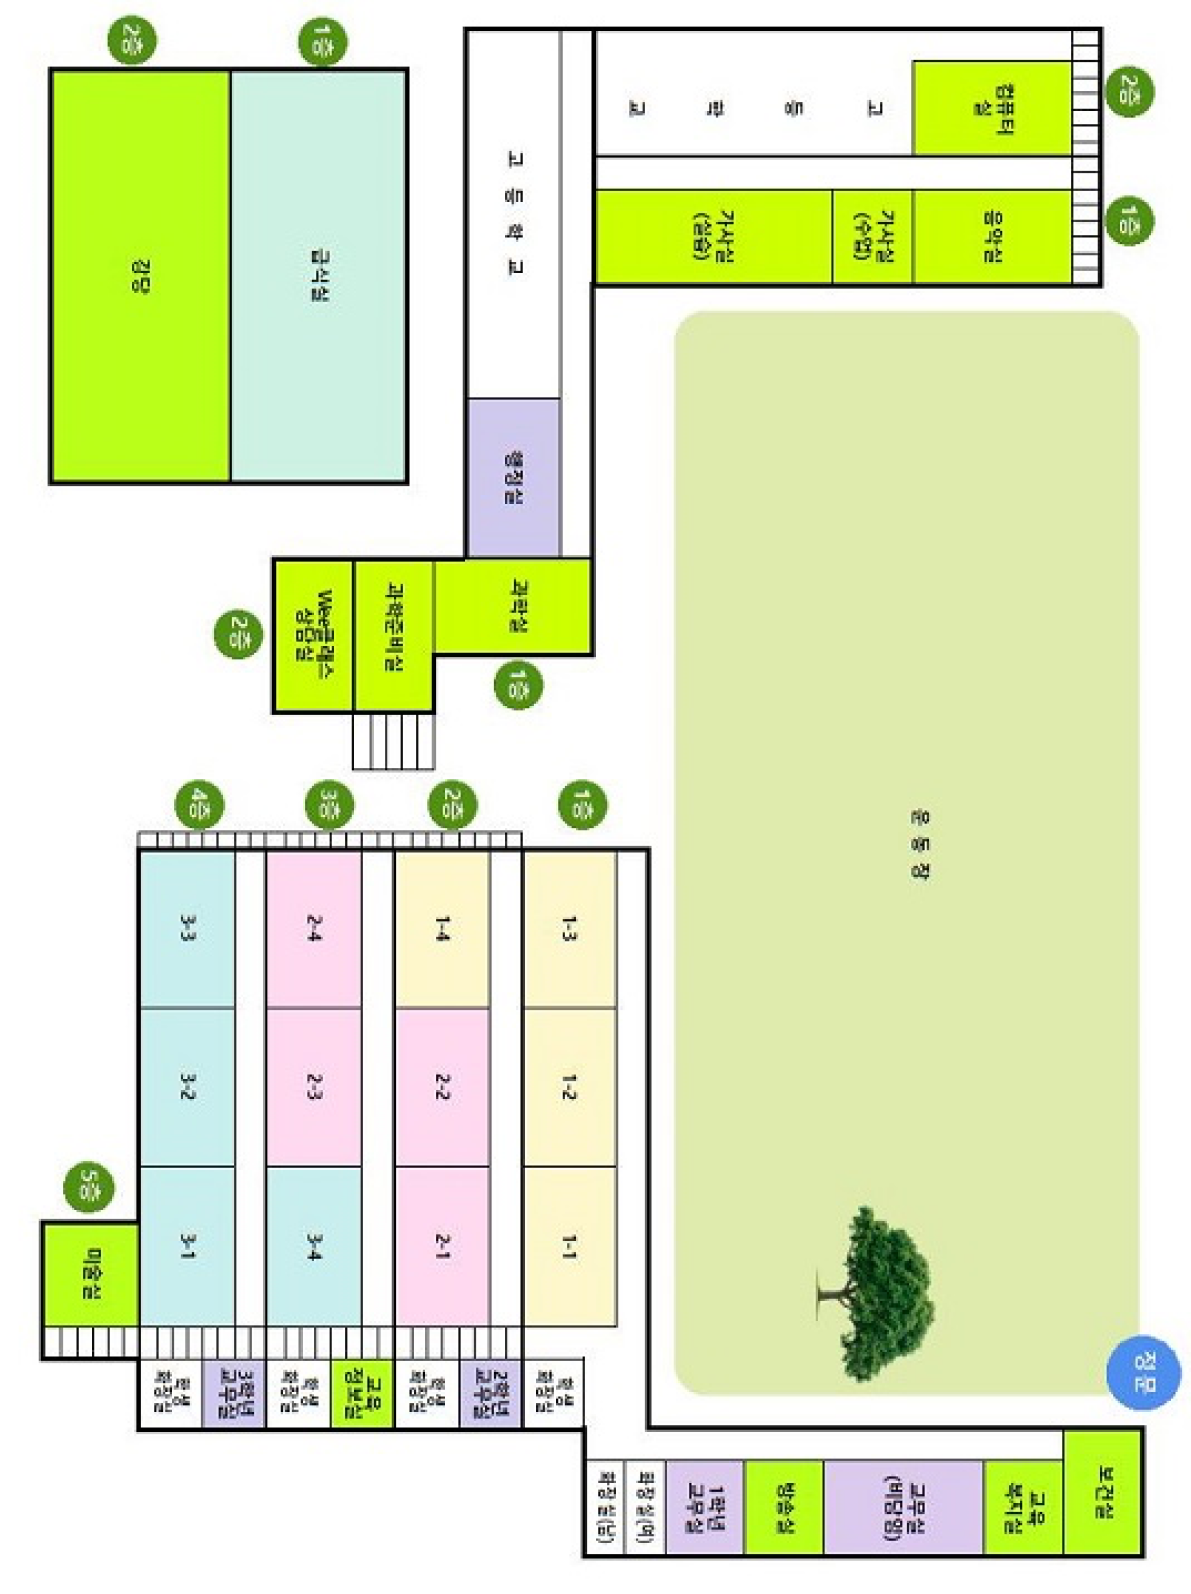 2층
1층
강당
급식실
고등학교
행정실
고등학교
컴퓨터
실
2층
가사실
(실습)
가사실
(수업)
음악실
1층
Wee클래스
상담실
과학준비실
과학실
2층
1층
운동장
정문
4층
3층
2층
1층
3-3
2-4
1-4
1-3
3-2
2-3
2-2
1-2
3-1
3-4
2-1
1-1
5층
미술실
학생
화장실
3학년
교무실
학생
화장실
교육
정보실
학생
화장실
2학년
교무실
학생
화장실
화장실(남)
화장실(여)
1학년
교무실
방송실
교무실
(비담임)
교육
복지실
보건실